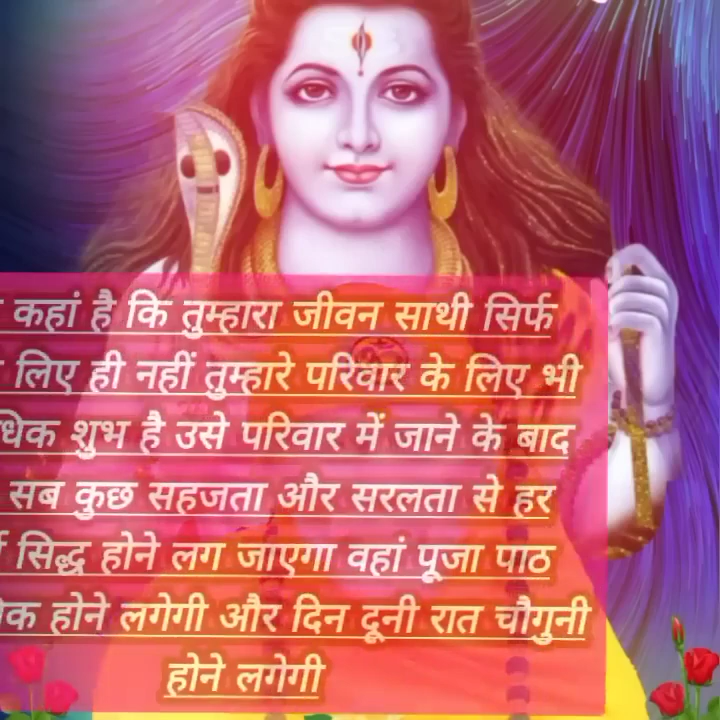 कहां है कि तुम्हारा जीवन साथी सिर्फ
लिए ही नहीं तुम्हारे परिवार के लिए भी
शुभ है उसे परिवार में जाने के बाद
सब कुछ सहजता और सरलता से हर
सिद्ध होने लग जाएगा वहां पूजा पाठ
होने लगेगी और दिन दूनी रात चौगुनी
होने लगेगी